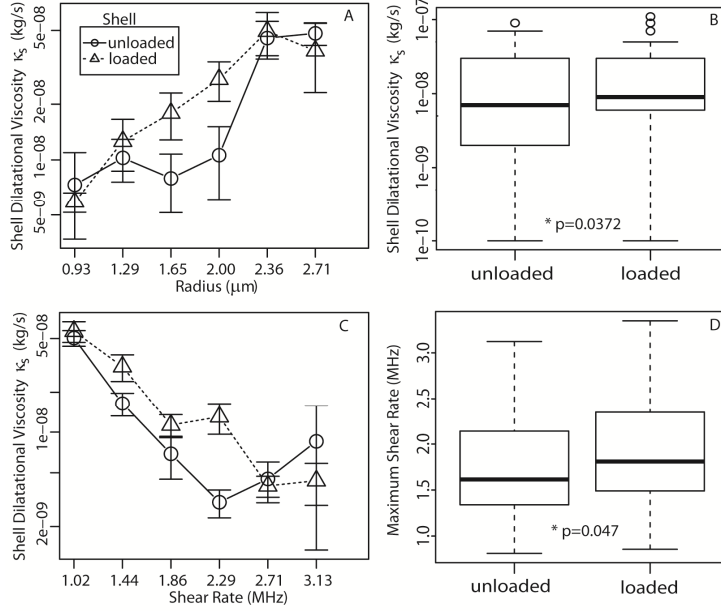 A
Shell
unloaded
loaded
Shell Dilatational Viscosity κs (kg/s)
5e−08
2e−08
1e−08
5e−09
0.93 1.29 1.65 2.00 2.36 2.71
Radius (μm)
B
Shell Dilatational Viscosity κs (kg/s)
1e−07
1e−08
1e−09
1e−10
* p=0.0372
unloaded loaded
C
Shell Dilatational Viscosity κs (kg/s)
5e−08
1e−08
2e−09
1.02 1.44 1.86 2.29 2.71 3.13
Shear Rate (MHz)
D
Maximum Shear Rate (MHz)
3.0
2.5
2.0
1.5
1.0
* p=0.047
unloaded loaded